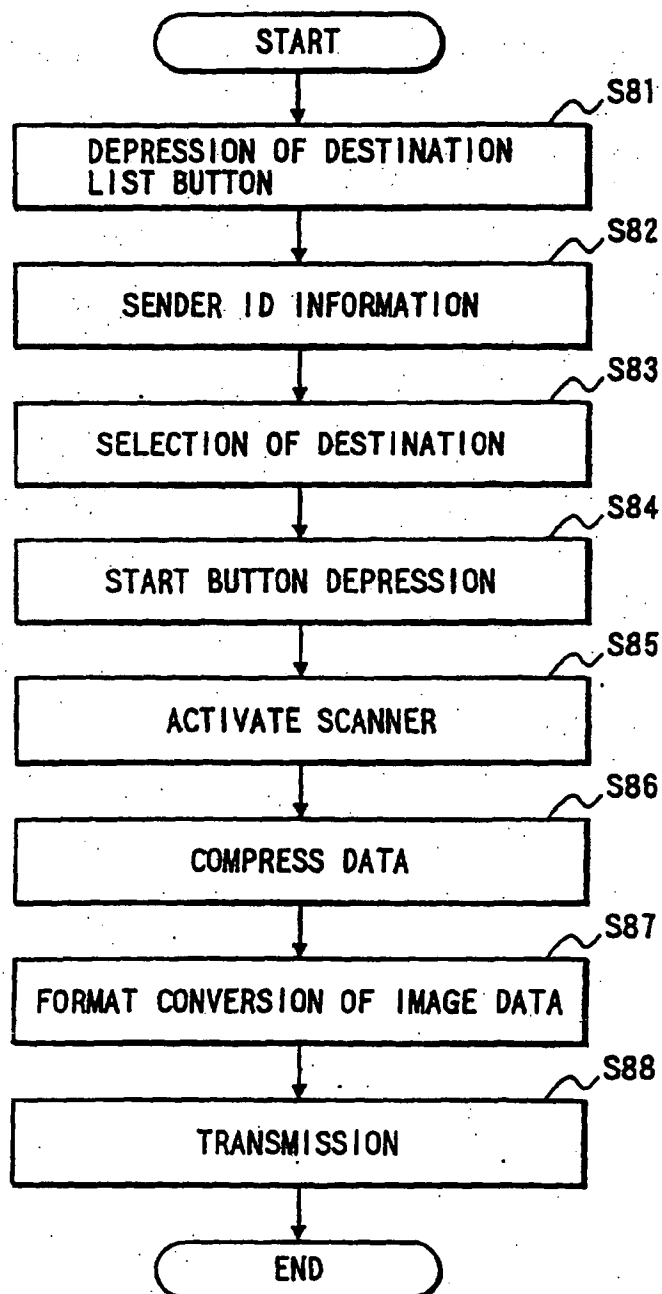 START
S81
DEPRESSION OF DESTINATION
LIST BUTTON
S82
SENDER ID INFORMATION
S83
SELECTION OF DESTINATION
S84
START BUTTON DEPRESSION
S85
ACTIVATE SCANNER
S86
COMPRESS DATA
S87
FORMAT CONVERSION OF IMAGE DATA
S88
TRANSMISSION
END